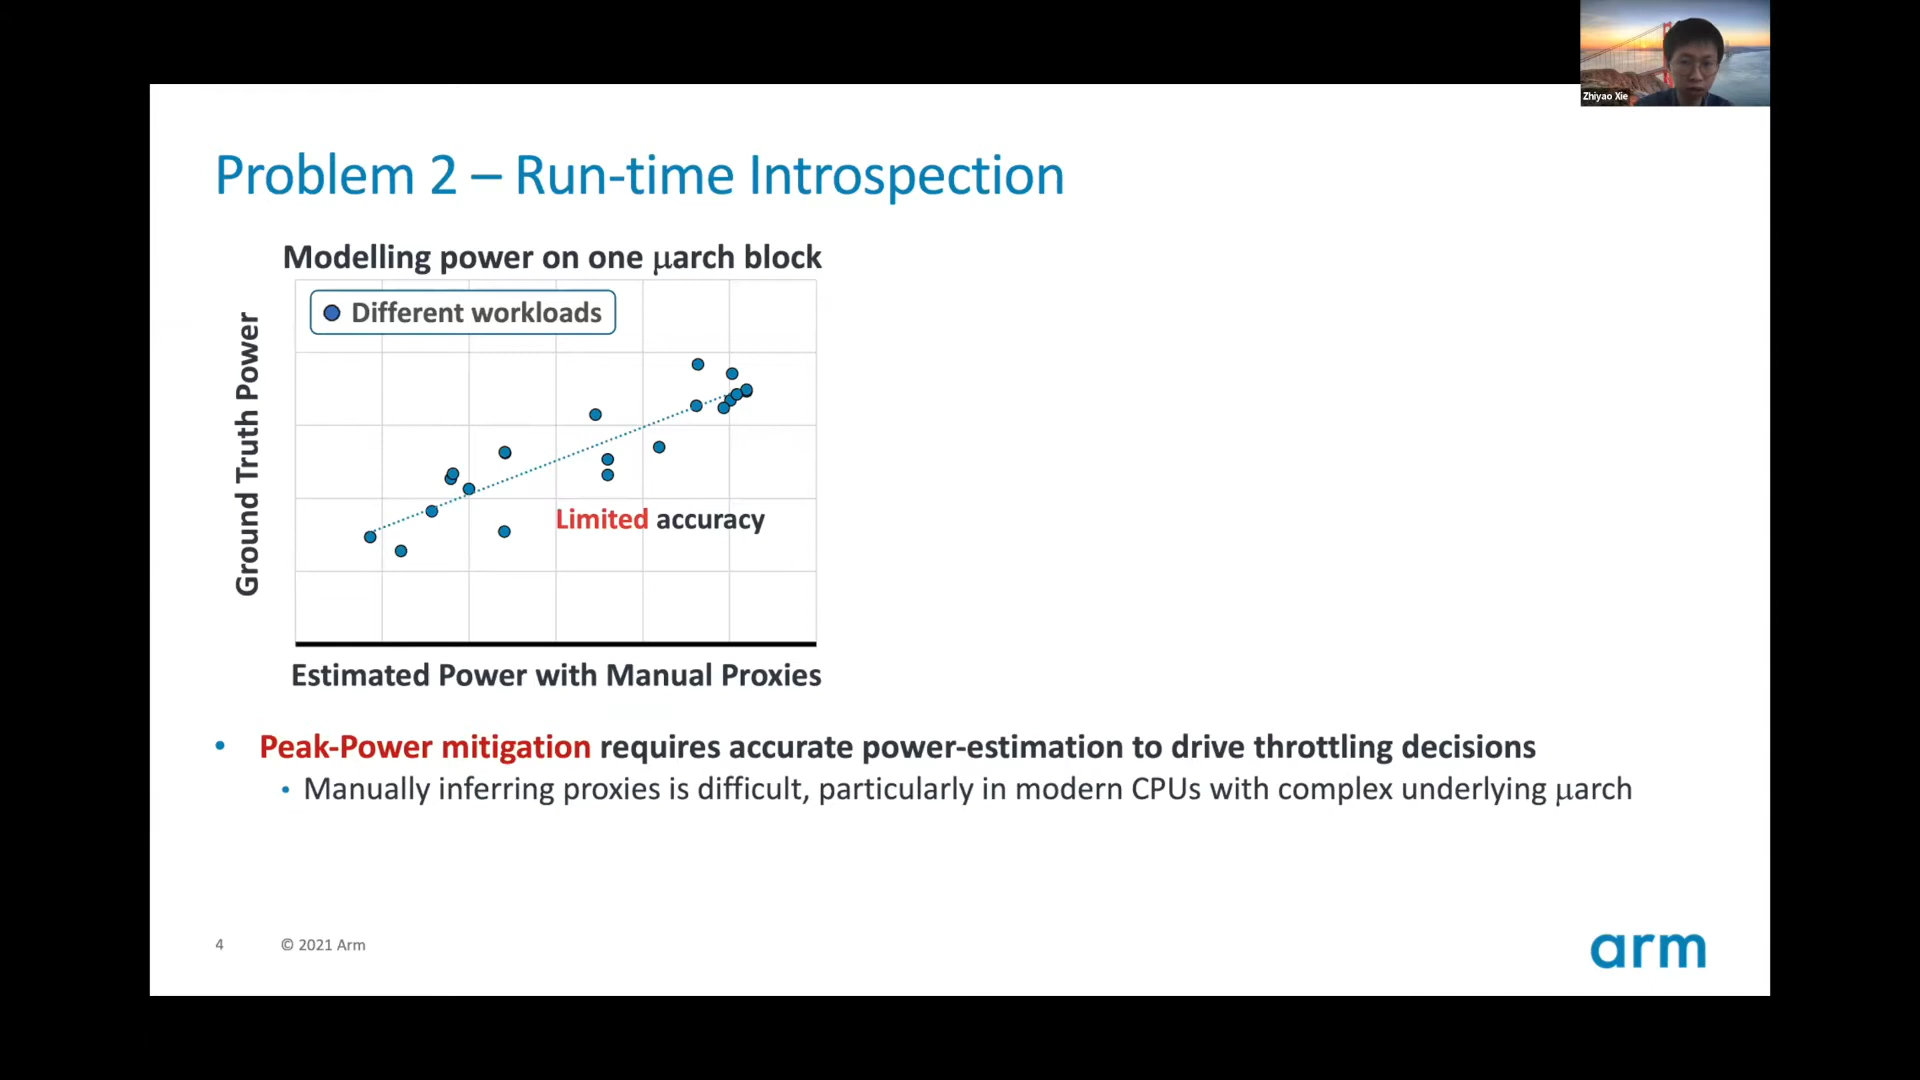 Zhiyao Xie
Problem 2 – Run-time Introspection
Modelling power on one μarch block
Different workloads
Ground Truth Power
Limited accuracy
Estimated Power with Manual Proxies
• Peak-Power mitigation requires accurate power-estimation to drive throttling decisions
• Manually inferring proxies is difficult, particularly in modern CPUs with complex underlying μarch
4 © 2021 Arm
arm